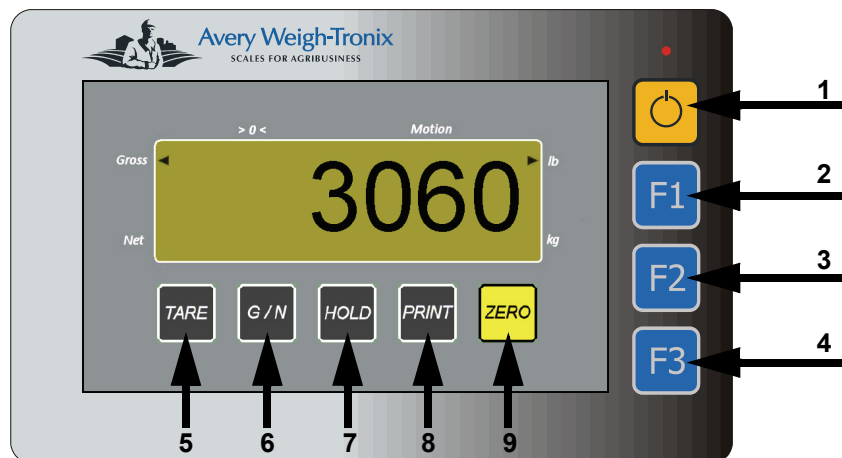 Avery Weigh-Tronix
SCALES FOR AGRIBUSINESS
> 0 < Motion
Gross lb
3060
Net kg
TARE G / N HOLD PRINT ZERO
F1
F2
F3
1
2
3
4
5 6 7 8 9